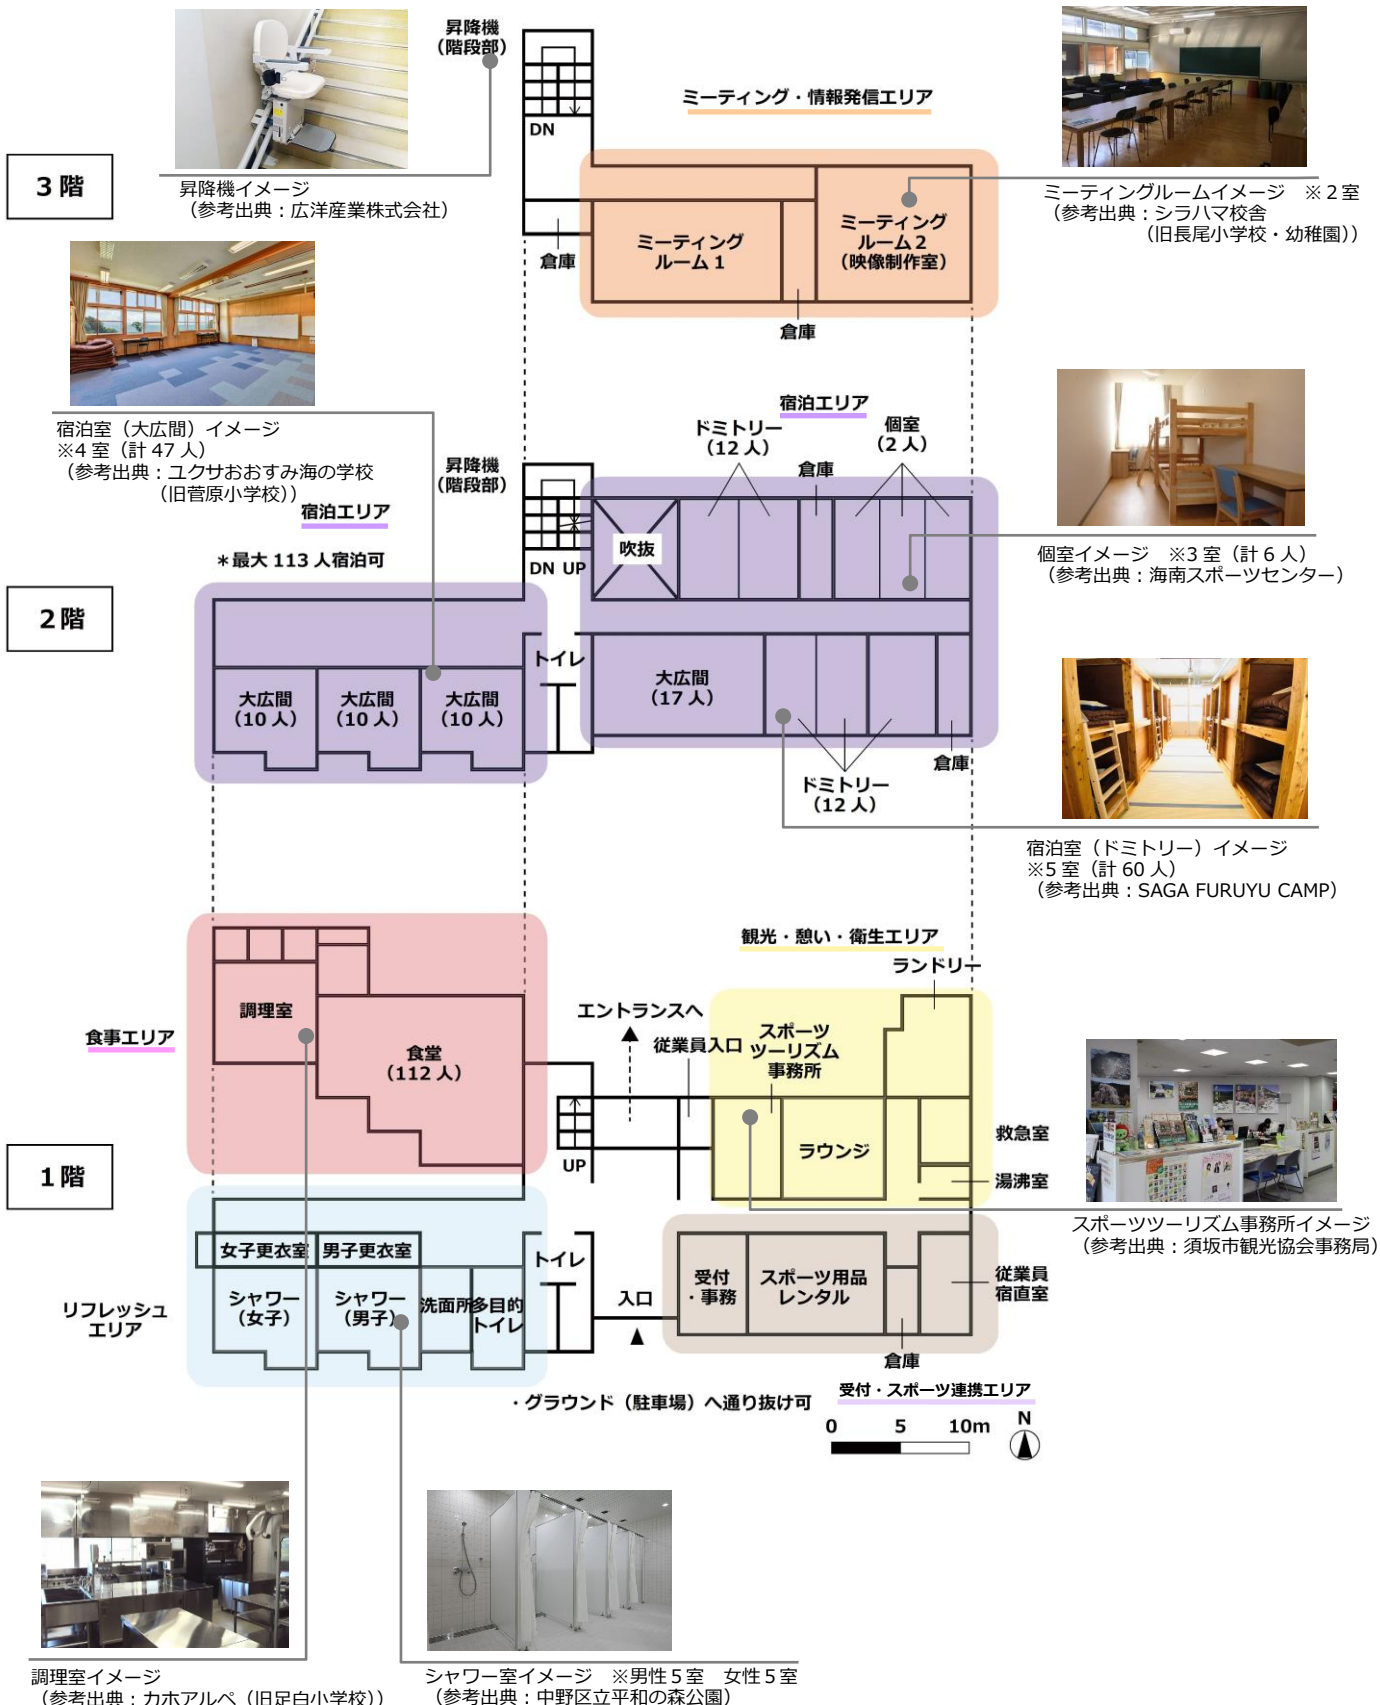 昇降機
（階段部）
ミーティング・情報発信エリア
DN
３階
昇降機イメージ
（参考出典：広洋産業株式会社）
ミーティングルームイメージ　※２室
（参考出典：シラハマ校舎
（旧長尾小学校・幼稚園））
ミーティング
ルーム１
ミーティング
ルーム２
（映像制作室）
倉庫
倉庫
宿泊室（大広間）イメージ
※4 室（計 47 人）
（参考出典：ユクサおおすみ海の学校
（旧菅原小学校））
宿泊エリア
＊最大 113 人宿泊可
昇降機
（階段部）
宿泊エリア
ドミトリー
（12 人）
倉庫
個室
（2 人）
吹抜
DN UP
個室イメージ　※3 室（計 6 人）
（参考出典：海南スポーツセンター）
２階
トイレ
大広間
（10 人）
大広間
（10 人）
大広間
（10 人）
大広間
（17 人）
倉庫
ドミトリー
（12 人）
宿泊室（ドミトリー）イメージ
※5 室（計 60 人）
（参考出典：SAGA FURUYU CAMP）
観光・憩い・衛生エリア
ランドリー
調理室
食事エリア
食堂
（112 人）
エントランスへ
従業員入口
スポーツ
ツーリズム
事務所
ラウンジ
救急室
湯沸室
UP
１階
スポーツツーリズム事務所イメージ
（参考出典：須坂市観光協会事務局）
女子更衣室
男子更衣室
トイレ
リフレッシュ
エリア
シャワー
（女子）
シャワー
（男子）
洗面所
多目的
トイレ
入口
受付
・事務
スポーツ用品
レンタル
従業員
宿直室
倉庫
・グラウンド（駐車場）へ通り抜け可
受付・スポーツ連携エリア
0 5 10m
N
調理室イメージ
（参考出典：カホアルペ（旧足白小学校））
シャワー室イメージ　※男性５室　女性５室
（参考出典：中野区立平和の森公園）